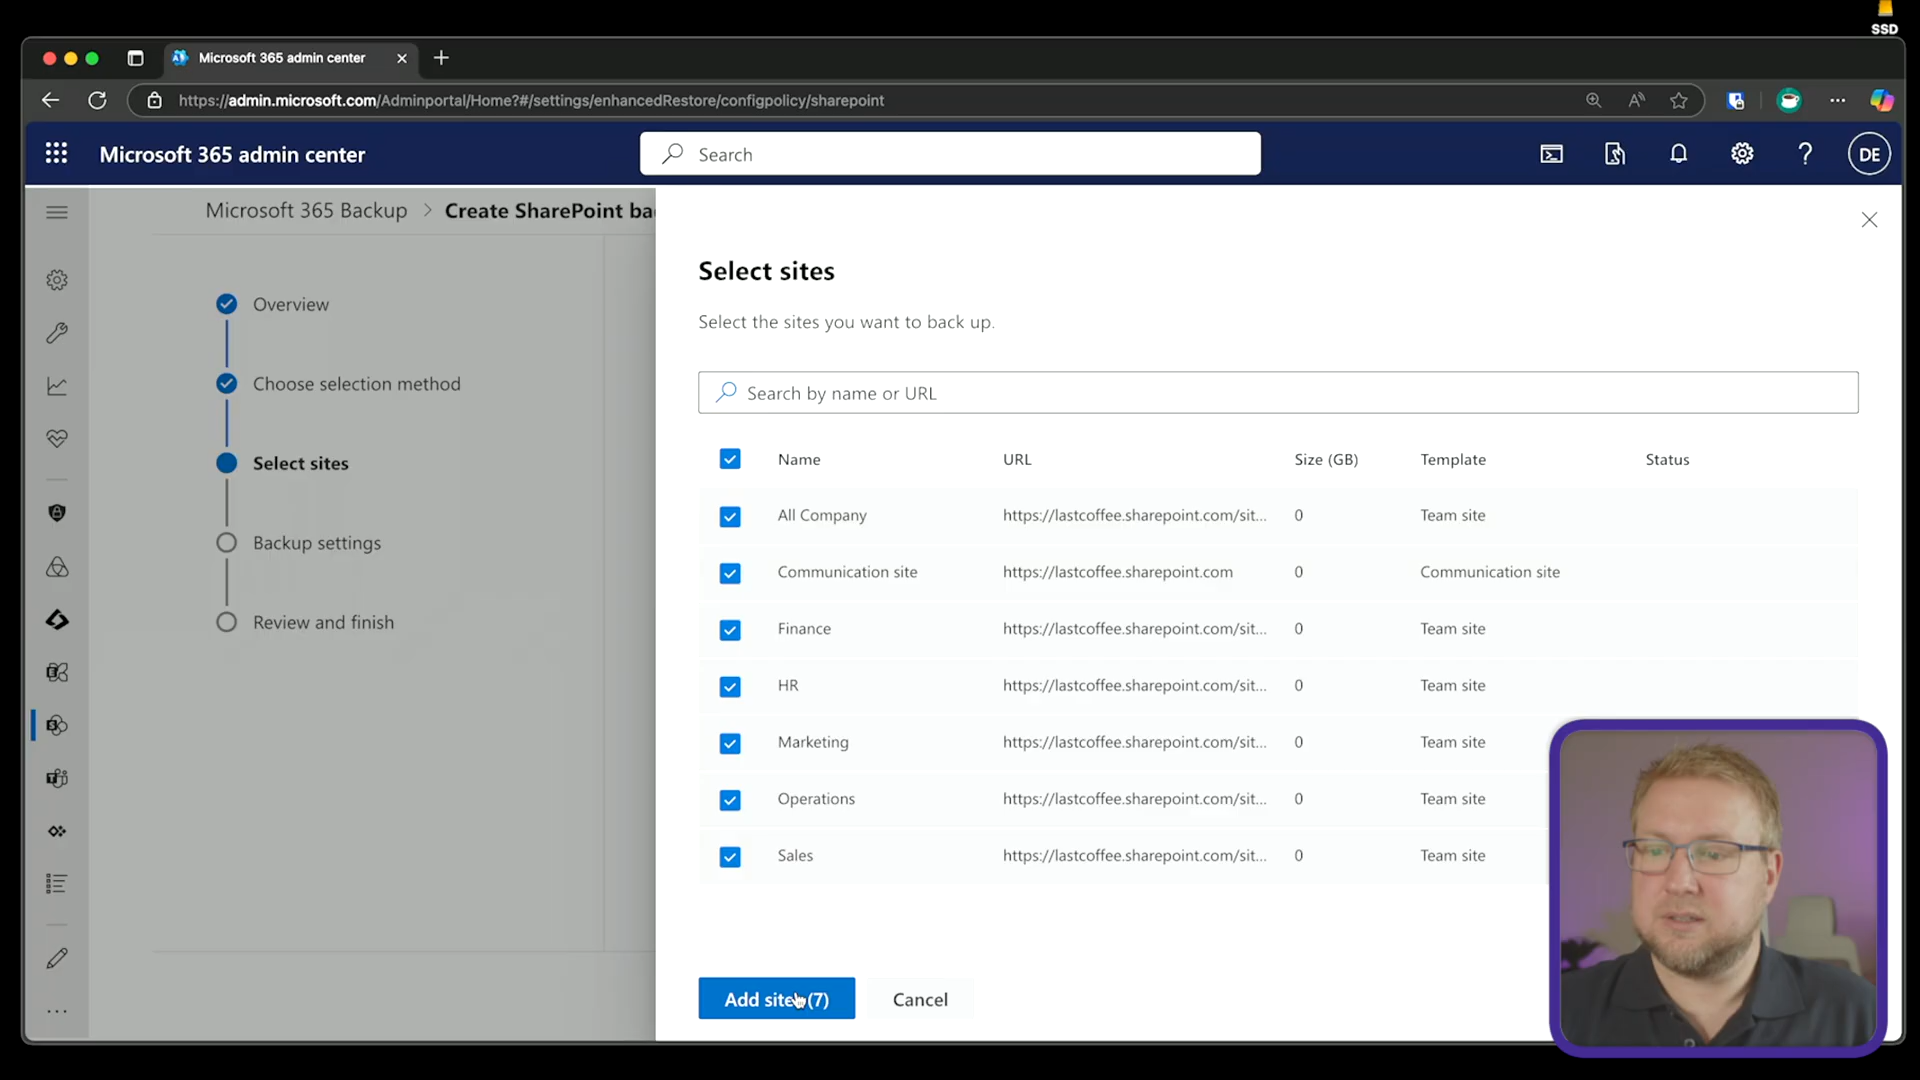 SSD
Microsoft 365 admin center
https://admin.microsoft.com/Adminportal/Home?#/settings/enhancedRestore/configpolicy/sharepoint
Microsoft 365 admin center
Search
DE
Microsoft 365 Backup > Create SharePoint ba
Overview
Choose selection method
Select sites
Backup settings
Review and finish
Select sites
Select the sites you want to back up.
Search by name or URL
Name URL Size (GB) Template Status
All Company https://lastcoffee.sharepoint.com/sit... 0 Team site
Communication site https://lastcoffee.sharepoint.com 0 Communication site
Finance https://lastcoffee.sharepoint.com/sit... 0 Team site
HR https://lastcoffee.sharepoint.com/sit... 0 Team site
Marketing https://lastcoffee.sharepoint.com/sit... 0 Team site
Operations https://lastcoffee.sharepoint.com/sit... 0 Team site
Sales https://lastcoffee.sharepoint.com/sit... 0 Team site
Add sites (7) Cancel